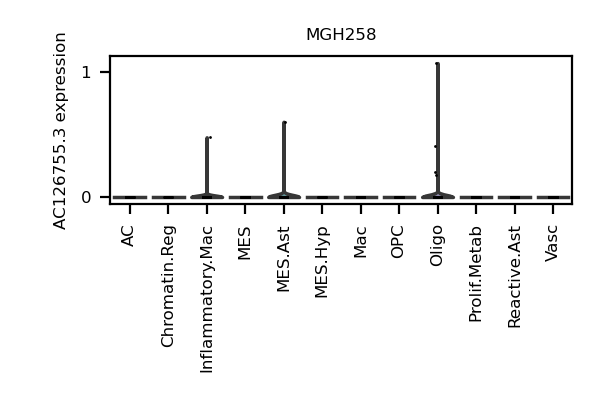 MGH258
AC126755.3 expression
1
0
AC
Chromatin.Reg
Inflammatory.Mac
MES
MES.Ast
MES.Hyp
Mac
OPC
Oligo
Prolif.Metab
Reactive.Ast
Vasc